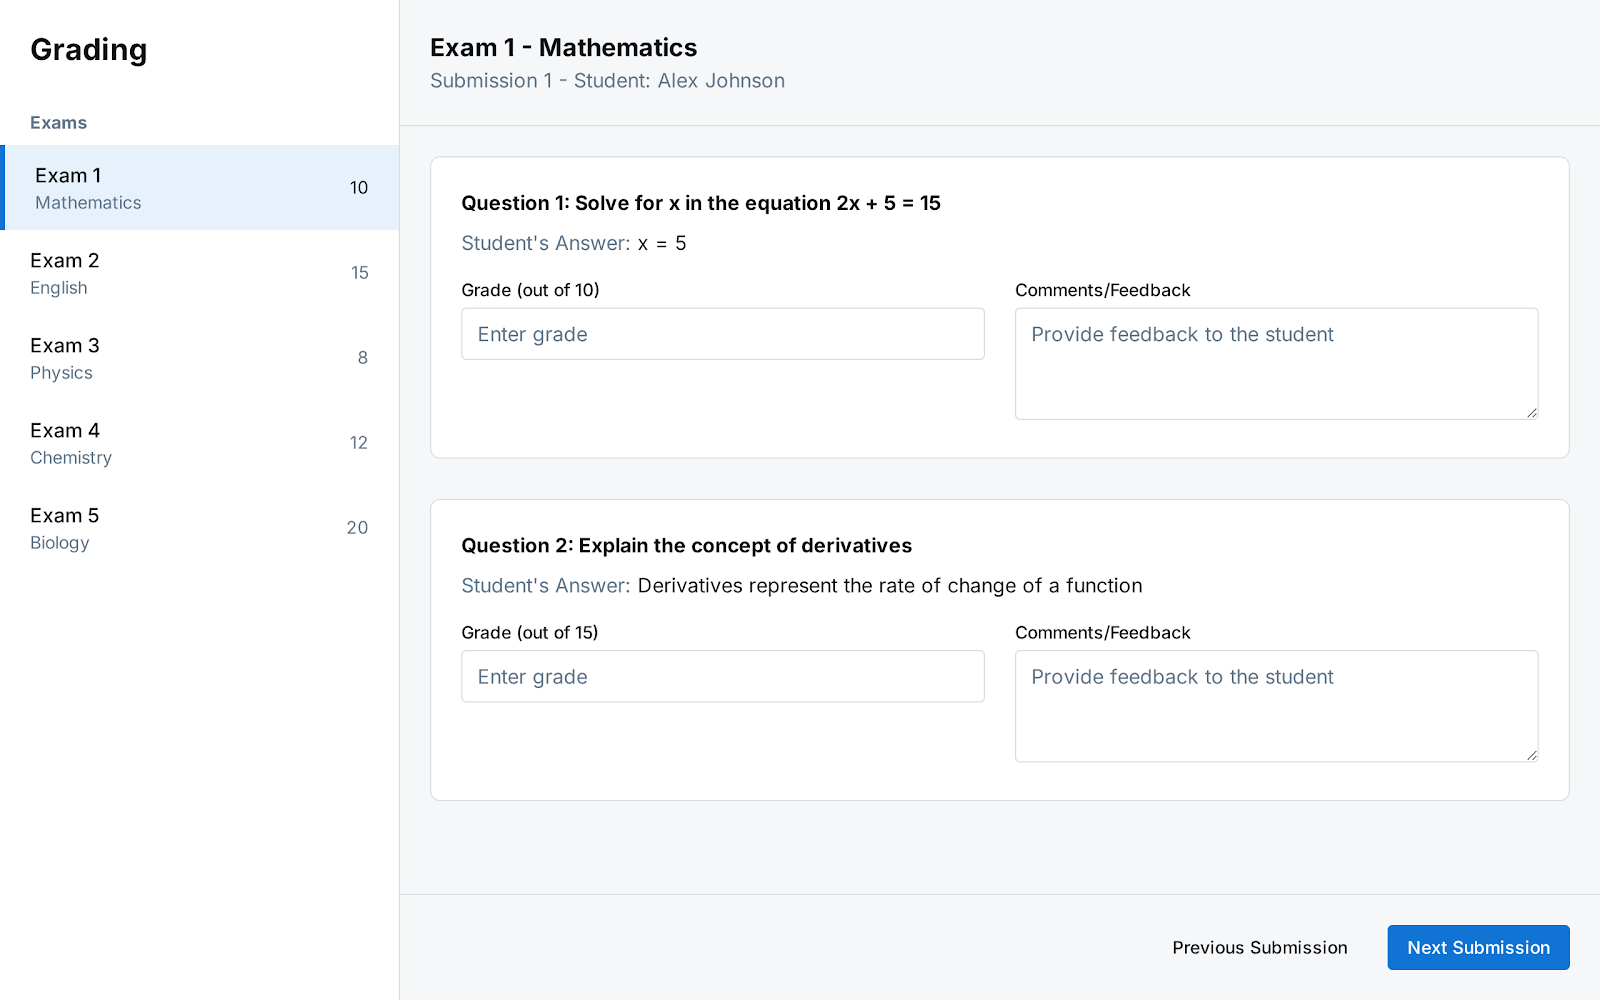 Grading
Exams
Exam 1
Mathematics
10
Exam 2
English
15
Exam 3
Physics
8
Exam 4
Chemistry
12
Exam 5
Biology
20
Exam 1 - Mathematics
Submission 1 - Student: Alex Johnson
Question 1: Solve for x in the equation 2x + 5 = 15
Student's Answer: x = 5
Grade (out of 10)
Enter grade
Comments/Feedback
Provide feedback to the student
Question 2: Explain the concept of derivatives
Student's Answer: Derivatives represent the rate of change of a function
Grade (out of 15)
Enter grade
Comments/Feedback
Provide feedback to the student
Previous Submission
Next Submission